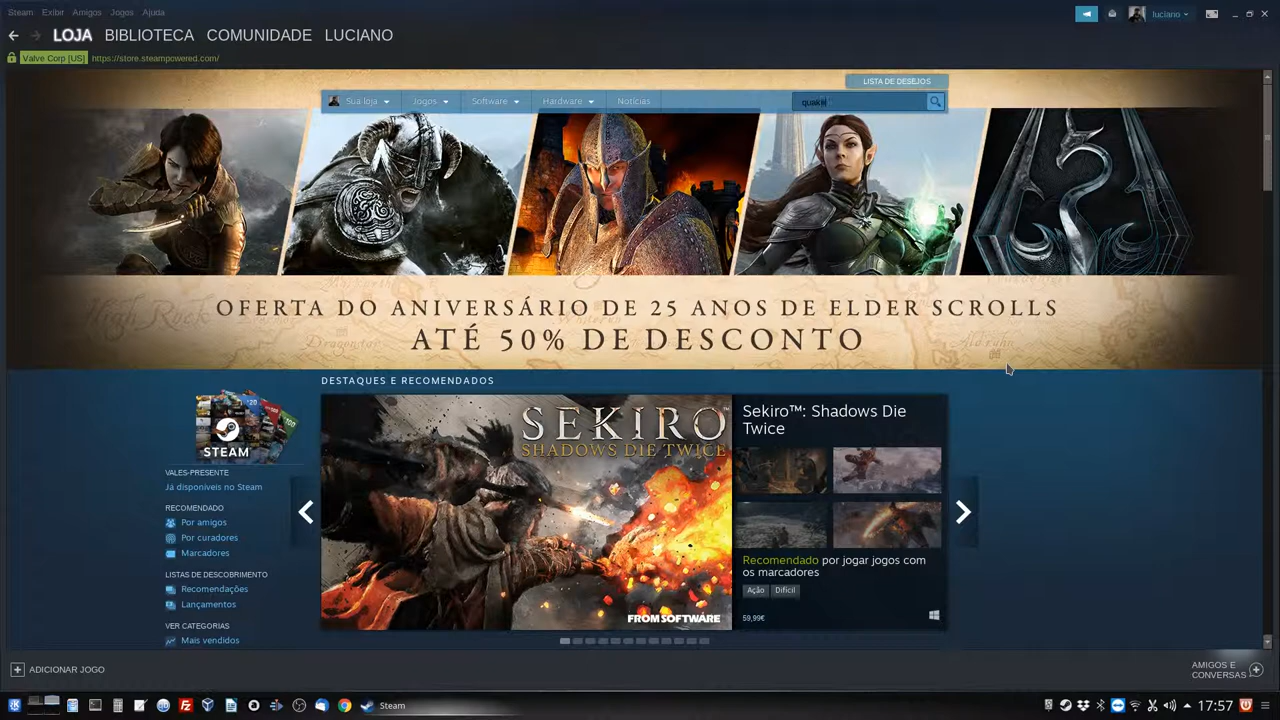 Steam Exibir Amigos Jogos Ajuda
luciano
LOJA BIBLIOTECA COMUNIDADE LUCIANO
Valve Corp [US] https://store.steampowered.com/
LISTA DE DESEJOS
Sua loja Jogos Software Hardware Notícias
OFERTA DO ANIVERSÁRIO DE 25 ANOS DE ELDER SCROLLS
ATÉ 50% DE DESCONTO
DESTAQUES E RECOMENDADOS
STEAM
VALES-PRESENTE
Já disponíveis no Steam
RECOMENDADO
Por amigos
Por curadores
Marcadores
LISTAS DE DESCOBRIMENTO
Recomendações
Lançamentos
VER CATEGORIAS
Mais vendidos
SEKIRO™
SHADOWS DIE TWICE
FROMSOFTWARE
Sekiro™: Shadows Die
Twice
Recomendado por jogar jogos com
os marcadores
Ação Difícil
59,99€
ADICIONAR JOGO
AMIGOS E
CONVERSAS
Steam
17:57